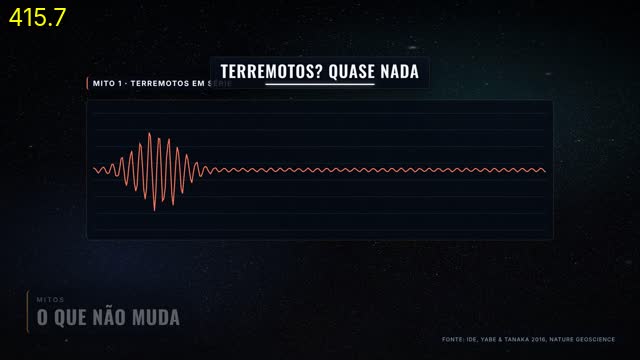 415.7
TERREMOTOS? QUASE NADA
MITO 1 - TERREMOTOS EM SÉRIE
MITOS
O QUE NÃO MUDA
FONTE: IDE, YABE & TANAKA 2016, NATURE GEOSCIENCE